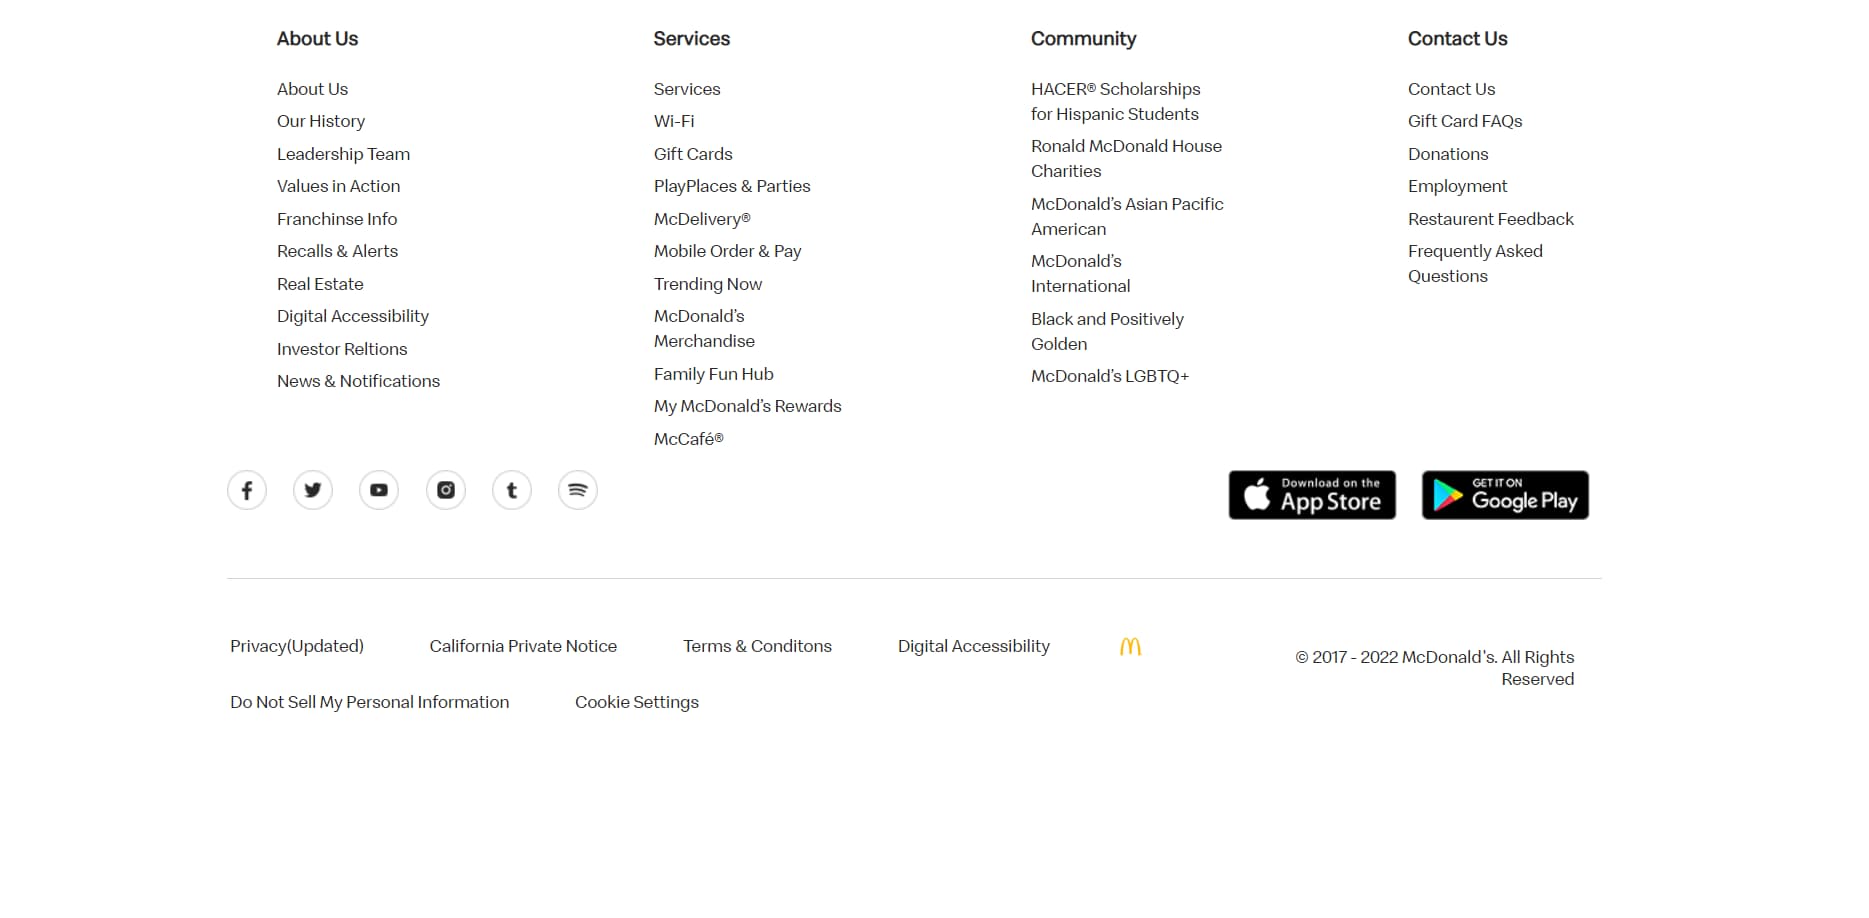 About Us
About Us
Our History
Leadership Team
Values in Action
Franchinse Info
Recalls & Alerts
Real Estate
Digital Accessibility
Investor Reltions
News & Notifications
Services
Services
Wi-Fi
Gift Cards
PlayPlaces & Parties
McDelivery®
Mobile Order & Pay
Trending Now
McDonald’s
Merchandise
Family Fun Hub
My McDonald’s Rewards
McCafé®
Community
HACER® Scholarships
for Hispanic Students
Ronald McDonald House
Charities
McDonald’s Asian Pacific
American
McDonald’s
International
Black and Positively
Golden
McDonald’s LGBTQ+
Contact Us
Contact Us
Gift Card FAQs
Donations
Employment
Restaurent Feedback
Frequently Asked
Questions
Download on the
App Store
GET IT ON
Google Play
Privacy(Updated)
California Private Notice
Terms & Conditons
Digital Accessibility
Do Not Sell My Personal Information
Cookie Settings
© 2017 - 2022 McDonald's. All Rights
Reserved